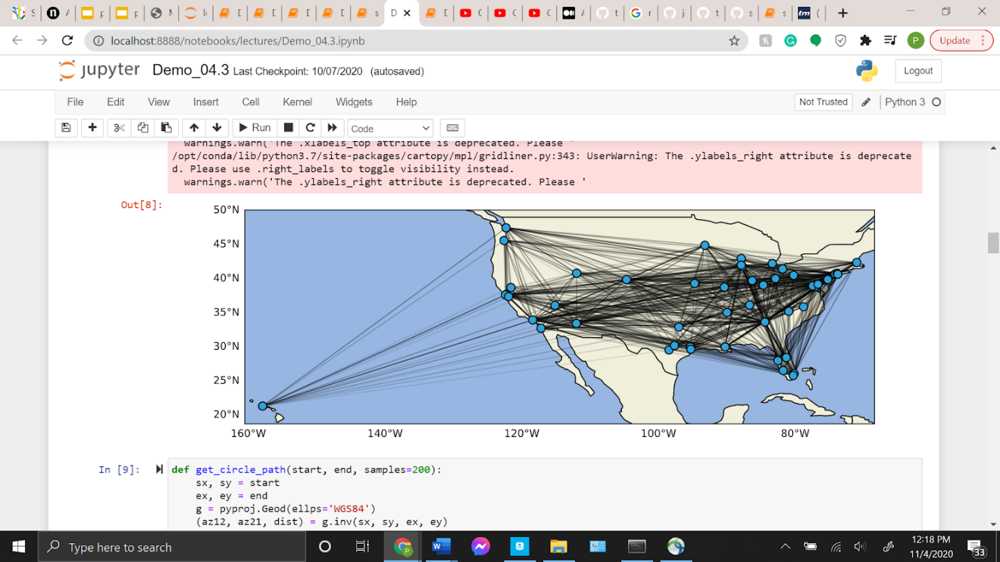 localhost:8888/notebooks/lectures/Demo_04.3.ipynb
P
Update
jupyter Demo_04.3 Last Checkpoint: 10/07/2020 (autosaved)
Logout
File Edit View Insert Cell Kernel Widgets Help
Not Trusted
Python 3
Run
Code
warnings.warn('The .xlabels_top attribute is deprecated. Please '
/opt/conda/lib/python3.7/site-packages/cartopy/mpl/gridliner.py:343: UserWarning: The .ylabels_right attribute is deprecate
d. Please use .right_labels to toggle visibility instead.
warnings.warn('The .ylabels_right attribute is deprecated. Please '
Out[8]:
50°N
45°N
40°N
35°N
30°N
25°N
20°N
160°W 140°W 120°W 100°W 80°W
In [9]:
def get_circle_path(start, end, samples=200):
sx, sy = start
ex, ey = end
g = pyproj.Geod(ellps='WGS84')
(az12, az21, dist) = g.inv(sx, sy, ex, ey)
Type here to search
12:18 PM
11/4/2020
33